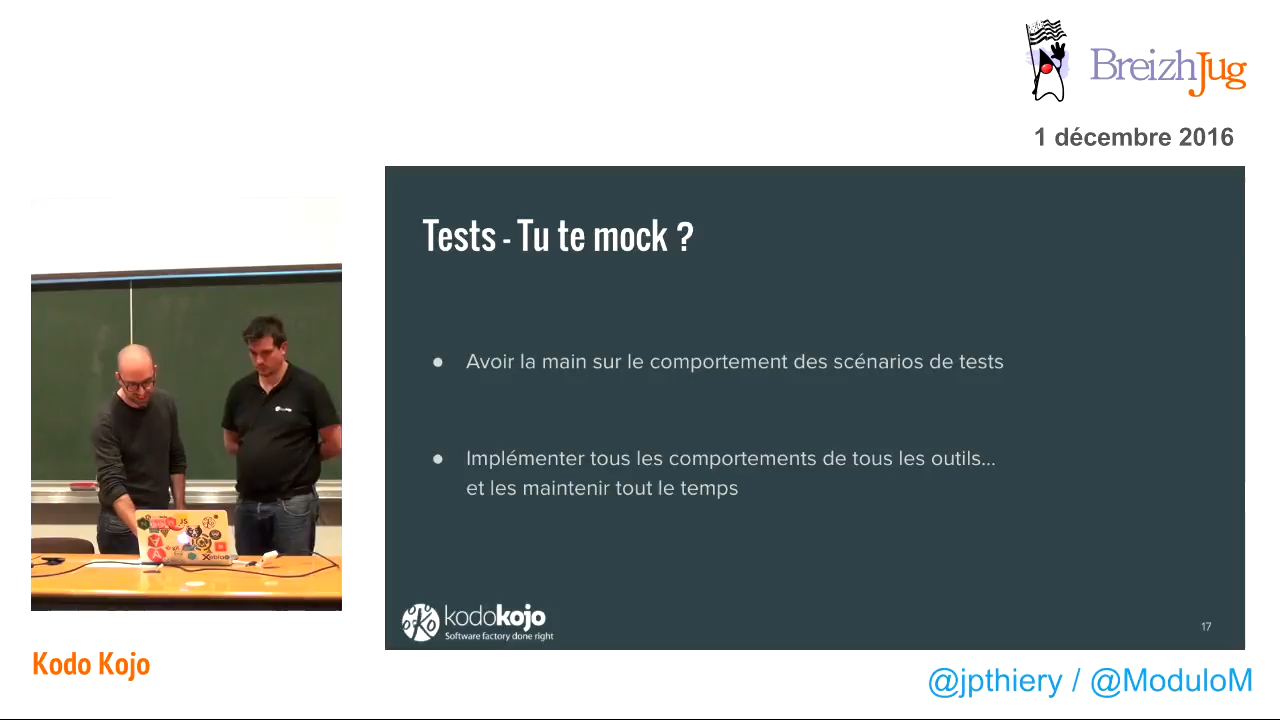 BreizhJug
1 décembre 2016
Tests - Tu te mock ?
● Avoir la main sur le comportement des scénarios de tests
● Implémenter tous les comportements de tous les outils...
et les maintenir tout le temps
JS
Xebia
kodokojo
Software factory done right
17
Kodo Kojo
@jpthiery / @ModuloM